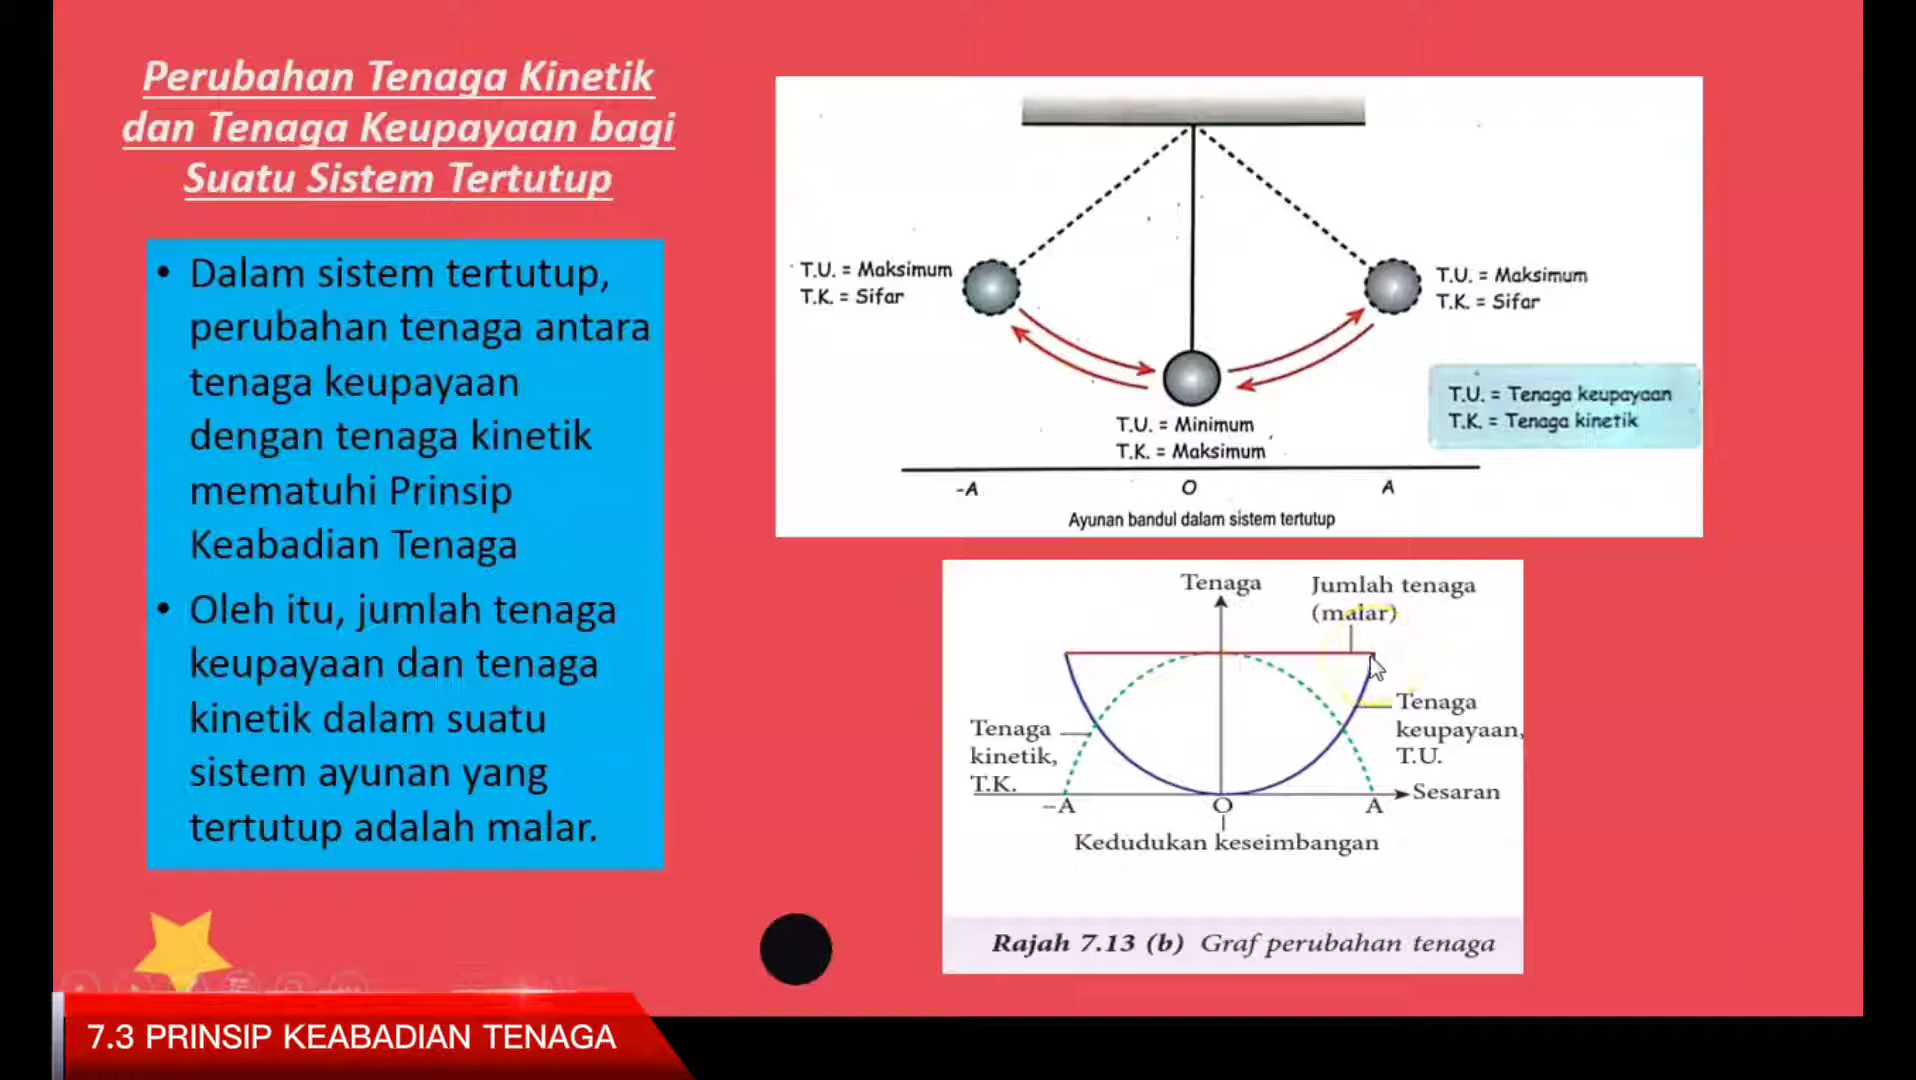 Perubahan Tenaga Kinetik
dan Tenaga Keupayaan bagi
Suatu Sistem Tertutup
• Dalam sistem tertutup,
perubahan tenaga antara
tenaga keupayaan
dengan tenaga kinetik
mematuhi Prinsip
Keabadian Tenaga
• Oleh itu, jumlah tenaga
keupayaan dan tenaga
kinetik dalam suatu
sistem ayunan yang
tertutup adalah malar.
T.U. = Maksimum
T.K. = Sifar
T.U. = Maksimum
T.K. = Sifar
T.U. = Minimum
T.K. = Maksimum
T.U. = Tenaga keupayaan
T.K. = Tenaga kinetik
-A
O
A
Ayunan bandul dalam sistem tertutup
Tenaga
Jumlah tenaga
(malar)
Tenaga
kinetik,
T.K.
Tenaga
keupayaan,
T.U.
Sesaran
–A
O
A
Kedudukan keseimbangan
Rajah 7.13 (b) Graf perubahan tenaga
7.3 PRINSIP KEABADIAN TENAGA